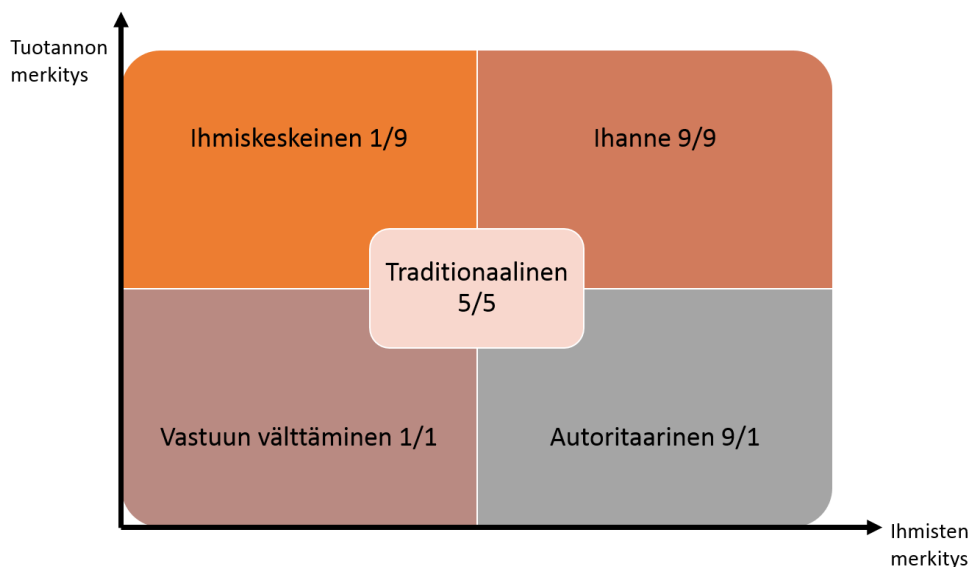 Tuotannon
merkitys
Ihmiskeskeinen 1/9
Ihanne 9/9
Traditionaalinen
5/5
Vastuun välttäminen 1/1
Autoritaarinen 9/1
Ihmisten
merkitys